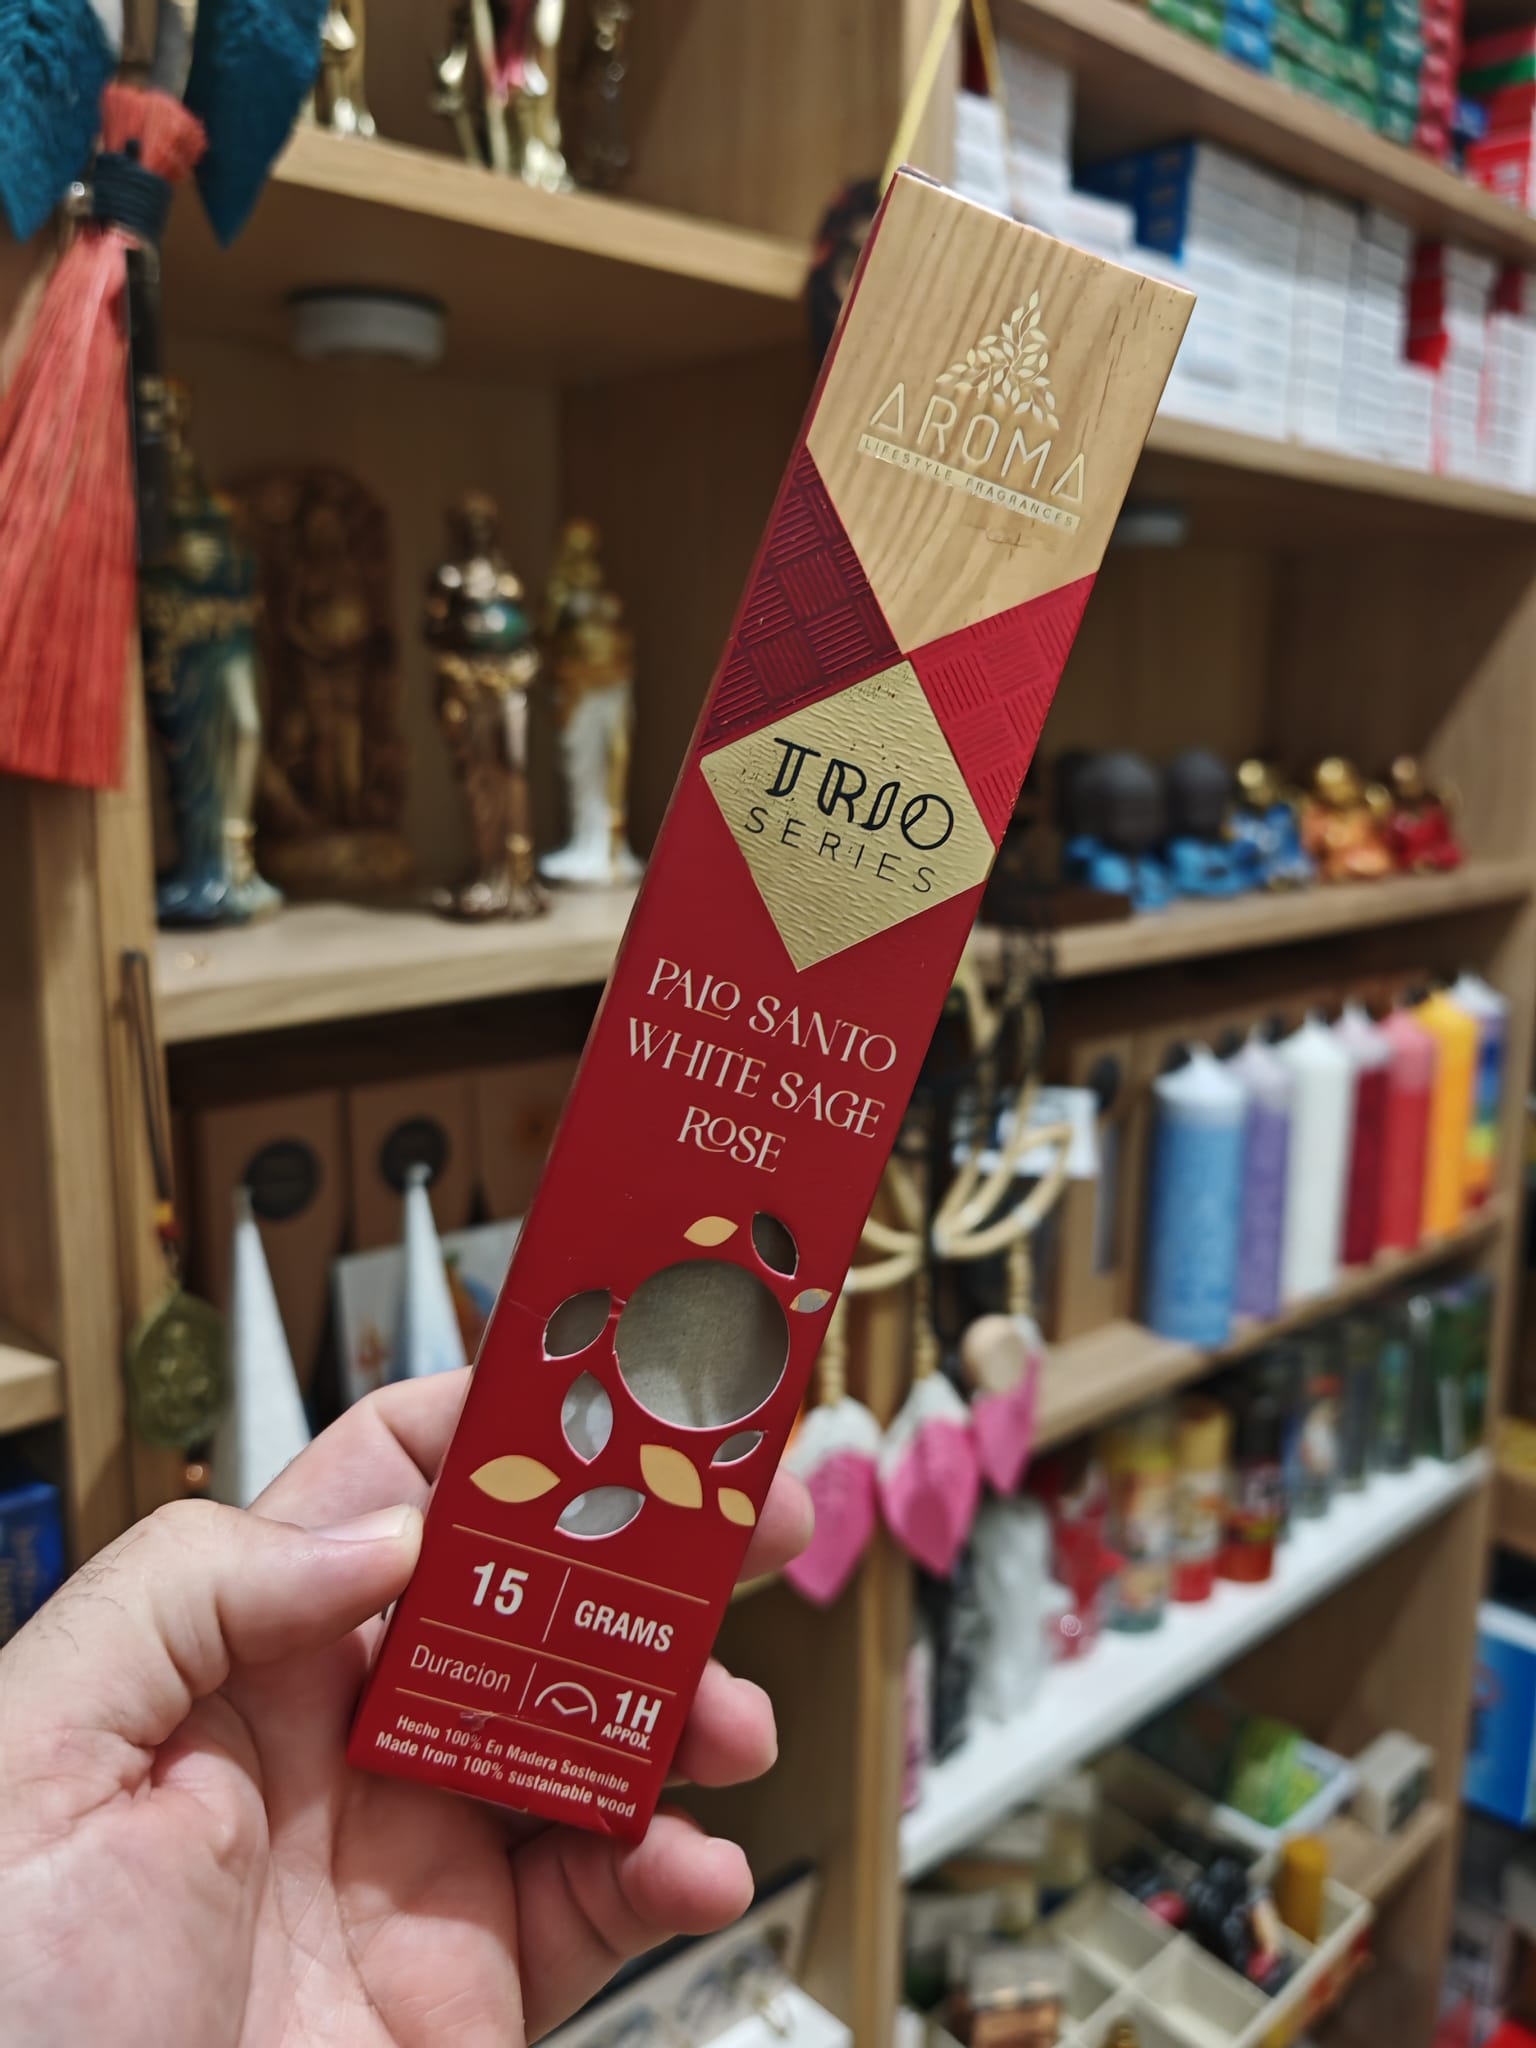 AROMA
LIFESTYLE FRAGRANCES
TRIO
SERIES
PALO SANTO
WHITE SAGE
ROSE
15 GRAMS
Duracion 1H
APPOX.
Hecho 100% En Madera Sostenible
Made from 100% sustainable wood